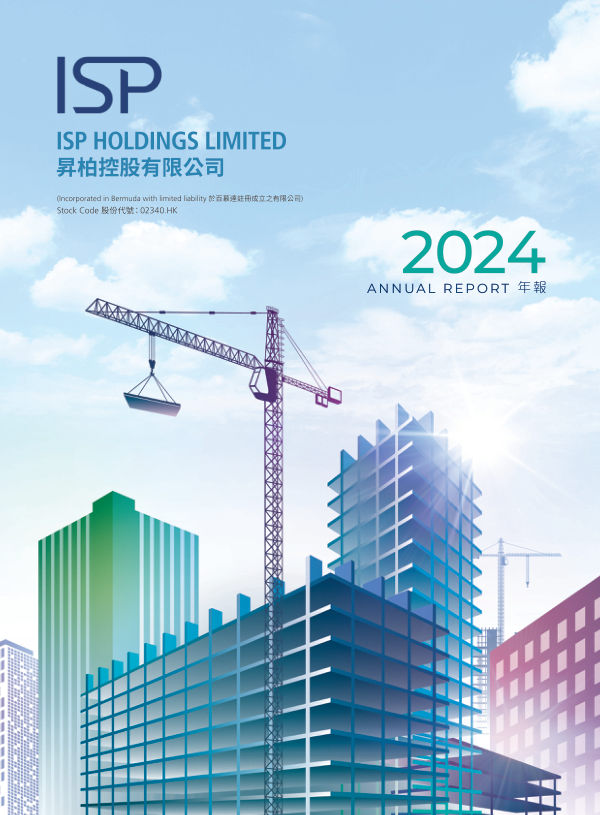 ISP
ISP HOLDINGS LIMITED
昇柏控股有限公司
(Incorporated in Bermuda with limited liability 於百慕達註冊成立之有限公司)
Stock Code 股份代號：02340.HK
2024
ANNUAL REPORT 年報